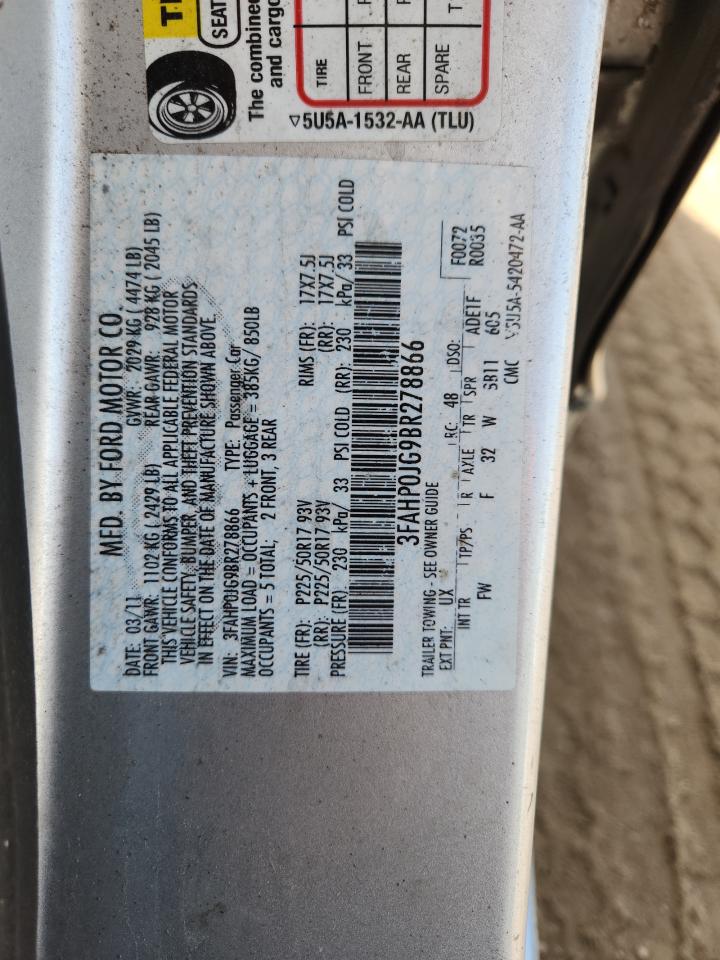 SEAT
The combined
and cargo
TIRE
FRONT
REAR
SPARE
▽5U5A-1532-AA (TLU)
MFD. BY FORD MOTOR CO.
DATE: 03/11 GVWR: 2029 KG ( 4474 LB)
FRONT GAWR: 1102 KG ( 2429 LB) REAR GAWR: 928 KG ( 2045 LB)
THIS VEHICLE CONFORMS TO ALL APPLICABLE FEDERAL MOTOR
VEHICLE SAFETY, BUMPER, AND THEFT PREVENTION STANDARDS
IN EFFECT ON THE DATE OF MANUFACTURE SHOWN ABOVE.
VIN: 3FAHP0JG9BR278866 TYPE: Passenger Car
MAXIMUM LOAD = OCCUPANTS + LUGGAGE = 385KG/ 850LB
OCCUPANTS = 5 TOTAL; 2 FRONT, 3 REAR
TIRE (FR): P225/50R17 93V RIMS (FR): 17X7.5J
(RR): P225/50R17 93V (RR): 17X7.5J
PRESSURE (FR) 230 kPa/ 33 PSI COLD (RR): 230 kPa/ 33 PSI COLD
3FAHP0JG9BR278866
F0072
R0035
TRAILER TOWING - SEE OWNER GUIDE
EXT PNT: UX RC: 48 DSO:
INT TR TP/PS R AXLE TR SPR ADE1F
FW F 32 W 5B11 605
CMC V5U5A-5420472-AA